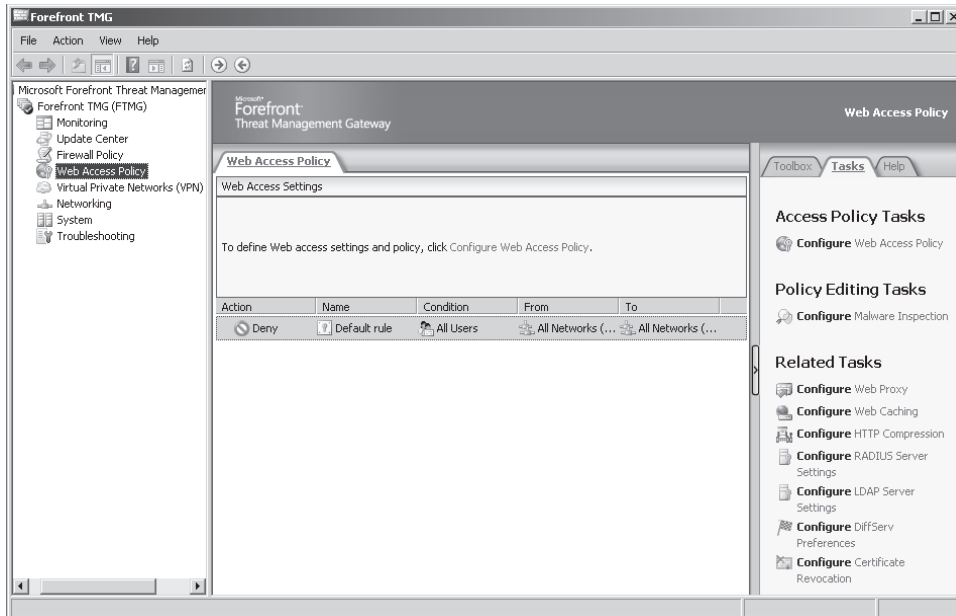 Forefront TMG
File Action View Help
Microsoft Forefront Threat Managemer
Forefront TMG (FTMG)
Monitoring
Update Center
Firewall Policy
Web Access Policy
Virtual Private Networks (VPN)
Networking
System
Troubleshooting
Microsoft
Forefront
Threat Management Gateway
Web Access Policy
Web Access Policy
Web Access Settings
To define Web access settings and policy, click Configure Web Access Policy.
Action Name Condition From To
Deny Default rule All Users All Networks (... All Networks (...
Toolbox Tasks Help
Access Policy Tasks
Configure Web Access Policy
Policy Editing Tasks
Configure Malware Inspection
Related Tasks
Configure Web Proxy
Configure Web Caching
Configure HTTP Compression
Configure RADIUS Server
Settings
Configure LDAP Server
Settings
Configure DiffServ
Preferences
Configure Certificate
Revocation